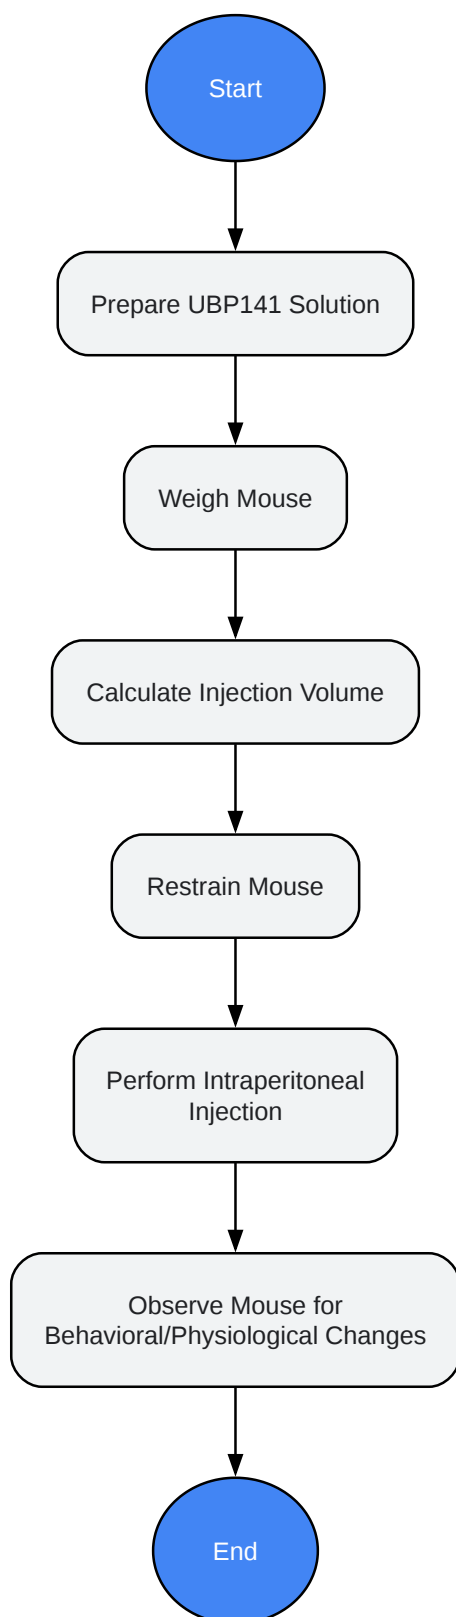 Start
Prepare UBP141 Solution
Weigh Mouse
Calculate Injection Volume
Restrain Mouse
Perform Intraperitoneal
Injection
Observe Mouse for
Behavioral/Physiological Changes
End